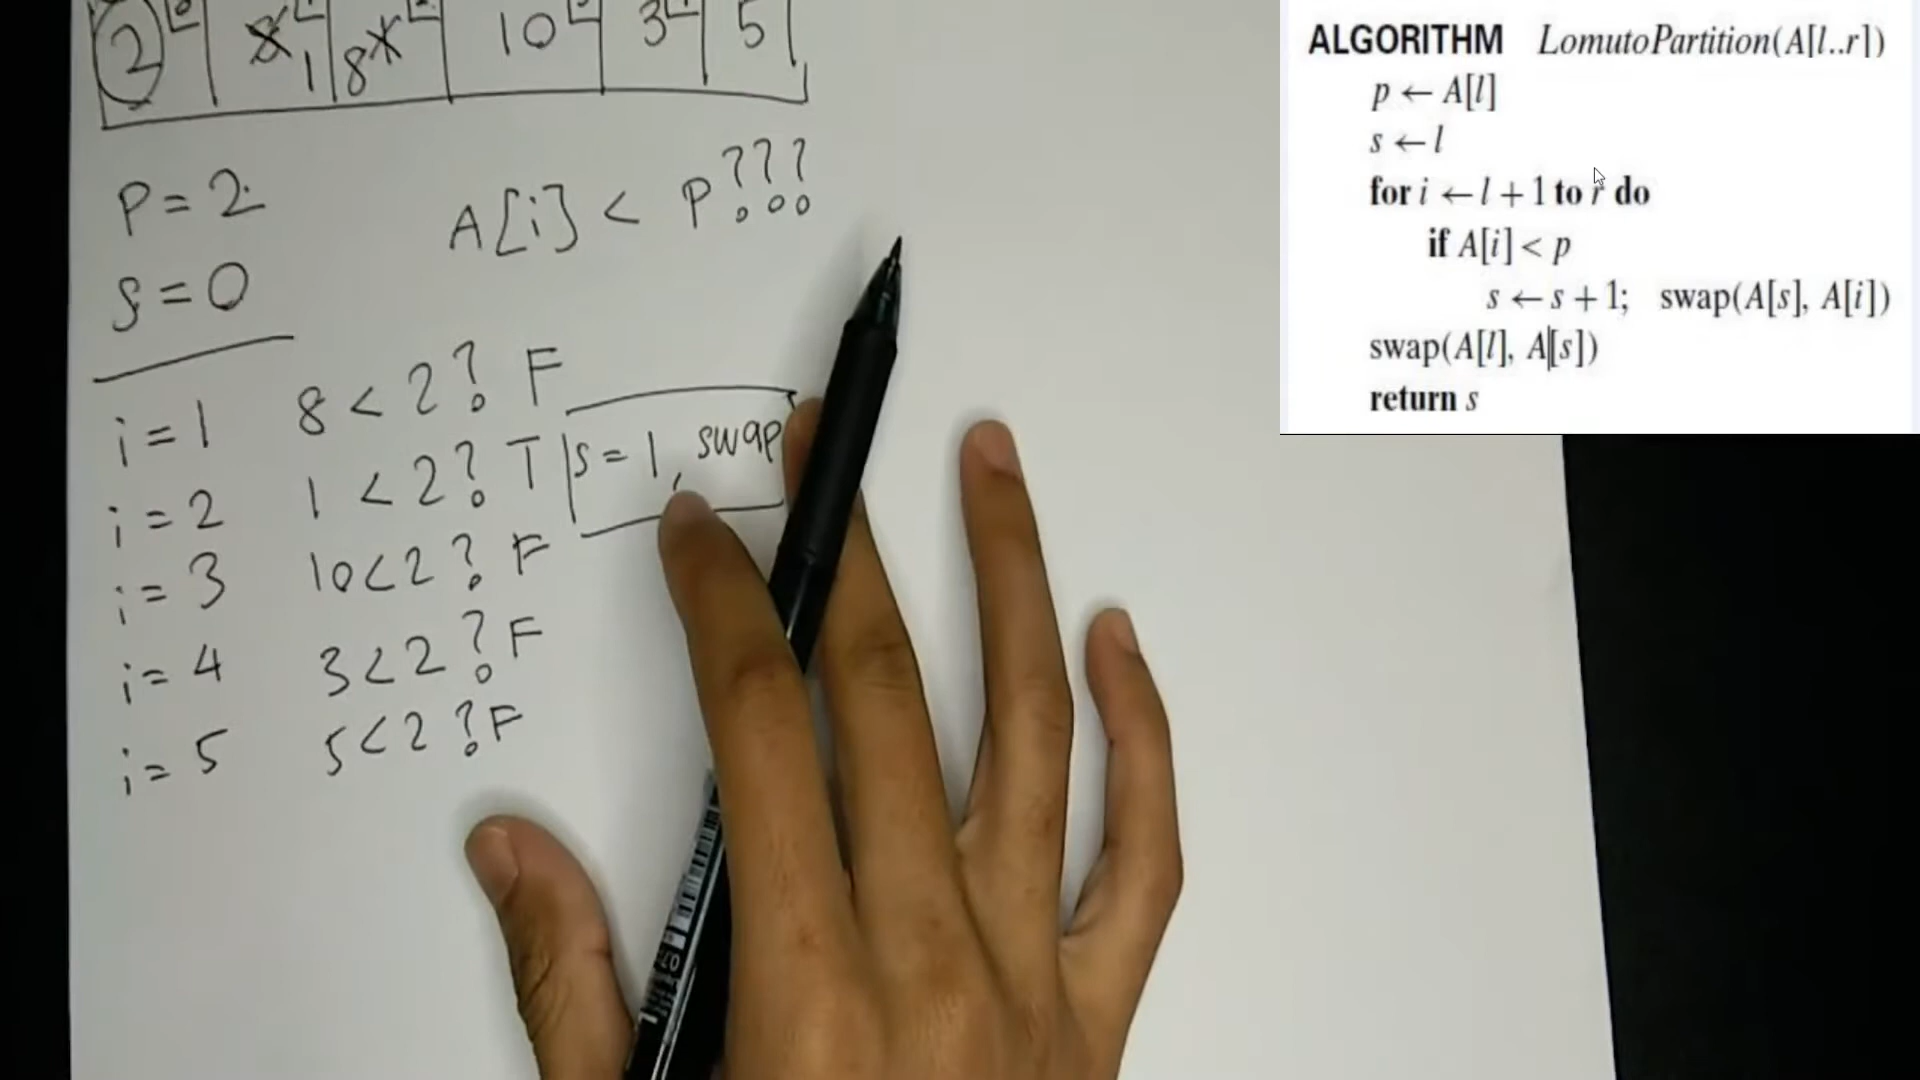 2 8 1 8 1 10 3 5
P = 2
S = 0
A[i] < P ???
i = 1 8 < 2 ? F
i = 2 1 < 2 ? T S = 1, swap
i = 3 10 < 2 ? F
i = 4 3 < 2 ? F
i = 5 5 < 2 ? F
ALGORITHM LomutoPartition(A[l..r])
p ← A[l]
s ← l
for i ← l + 1 to r do
if A[i] < p
s ← s + 1; swap(A[s], A[i])
swap(A[l], A[s])
return s